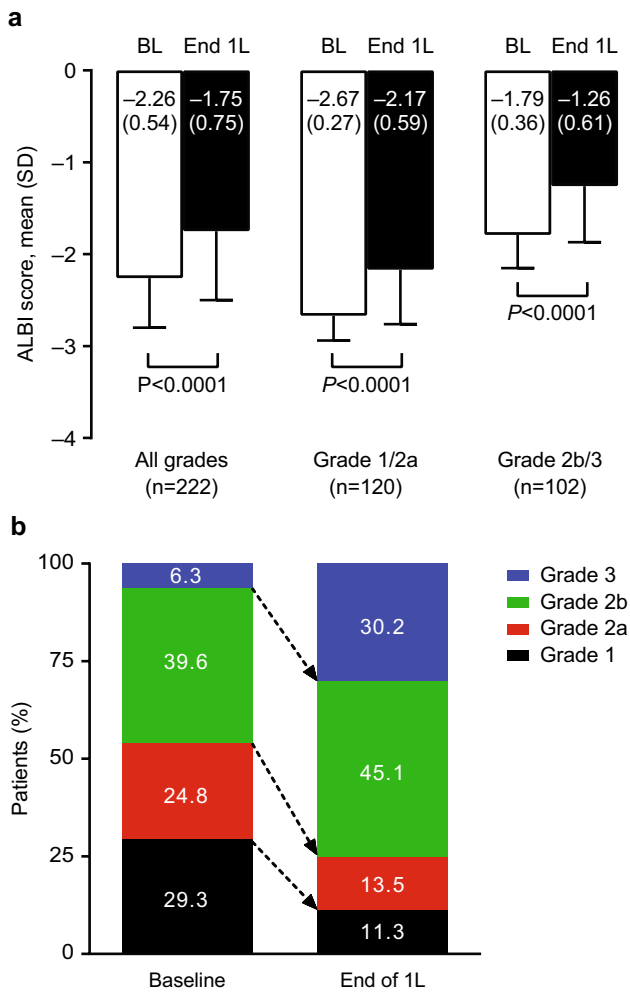 a
BL End 1L BL End 1L BL End 1L
ALBI score, mean (SD)
0
–1
–2
–3
–4
–2.26 –1.75 –2.67 –2.17 –1.79 –1.26
(0.54) (0.75) (0.27) (0.59) (0.36) (0.61)
P<0.0001 P<0.0001 P<0.0001
All grades Grade 1/2a Grade 2b/3
(n=222) (n=120) (n=102)
b
Patients (%)
100
75
50
25
0
6.3
39.6
24.8
29.3
30.2
45.1
13.5
11.3
Baseline End of 1L
Grade 3
Grade 2b
Grade 2a
Grade 1